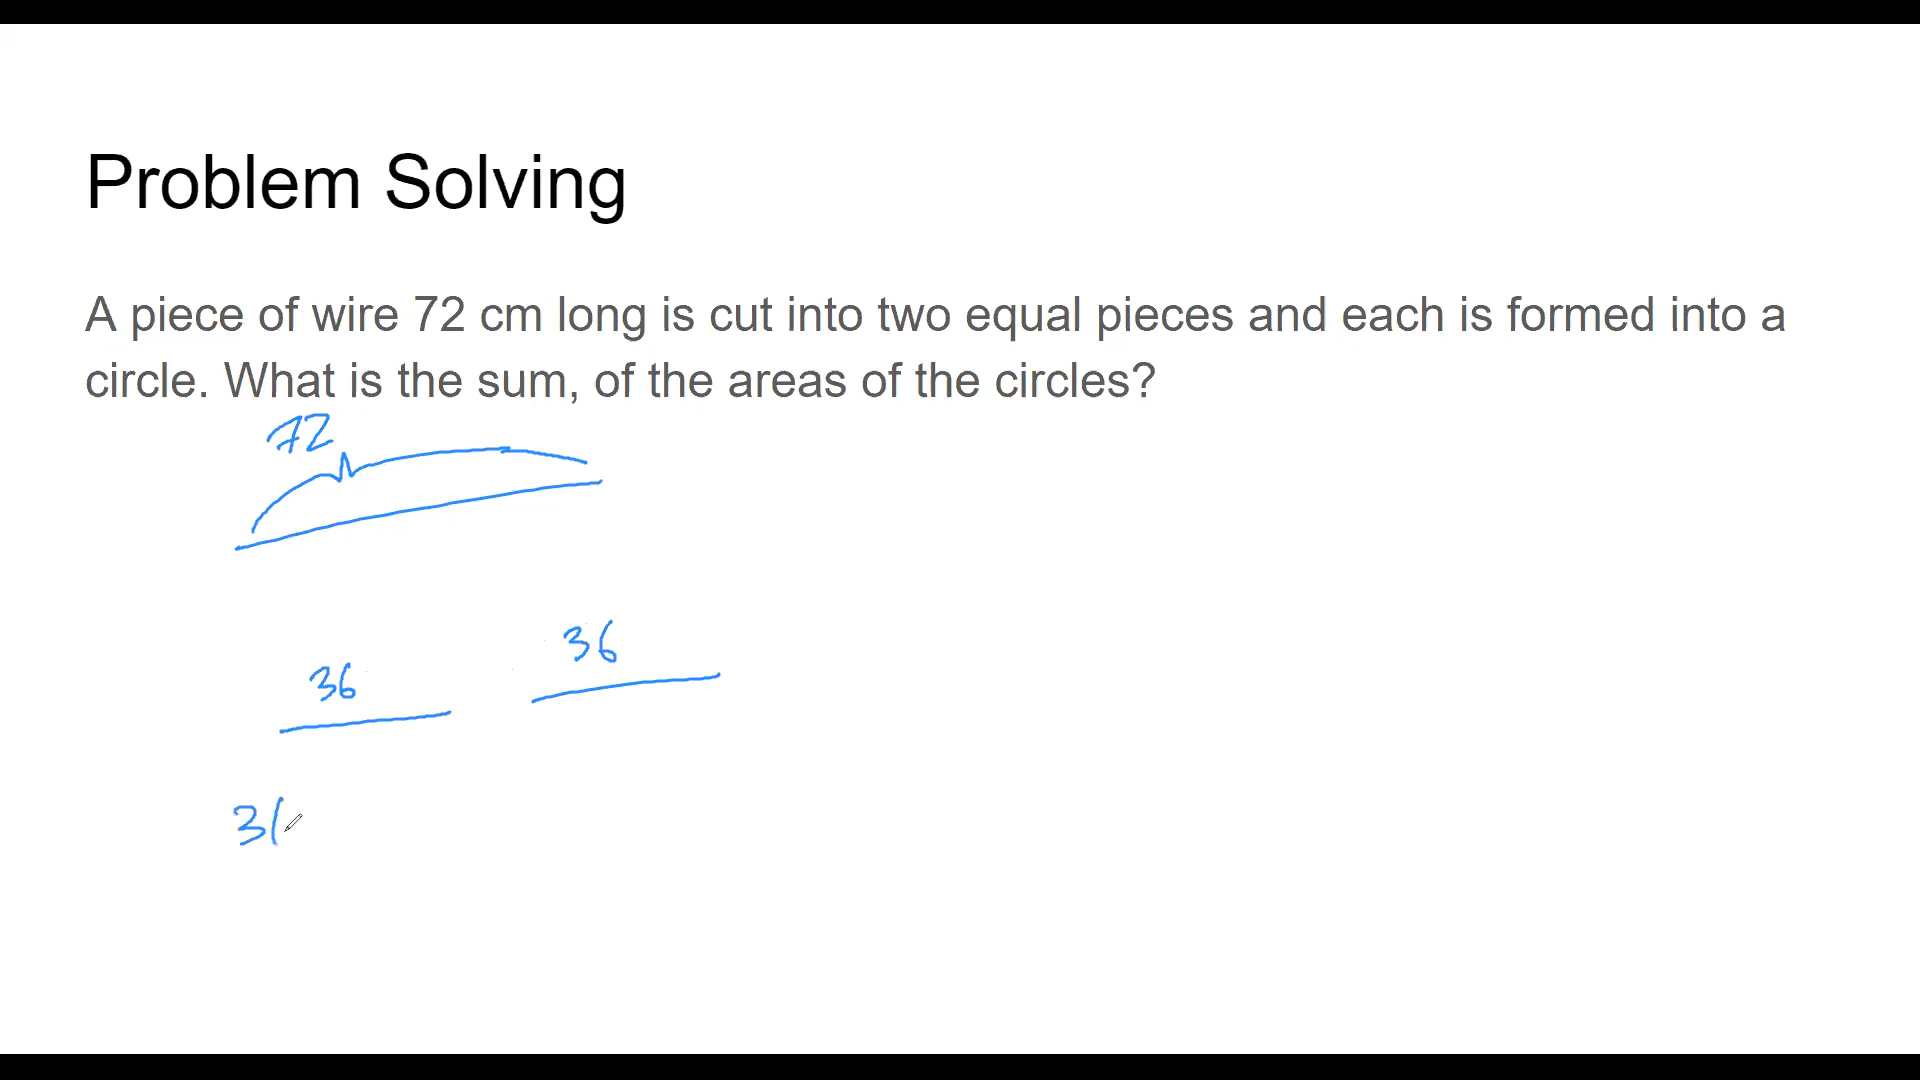 Problem Solving
A piece of wire 72 cm long is cut into two equal pieces and each is formed into a
circle. What is the sum, of the areas of the circles?
72
36
36
3(